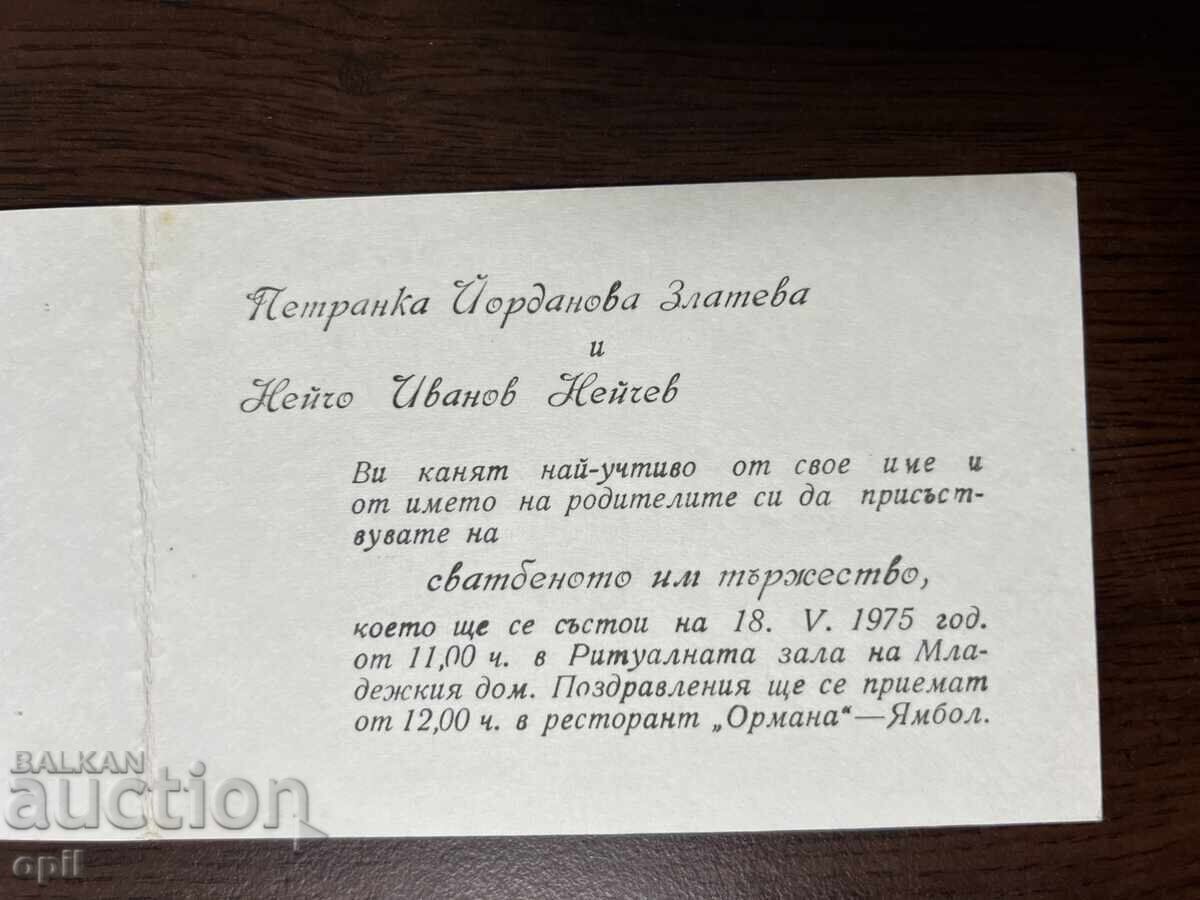 Петранка Йорданова Златева
и
Нейчо Иванов Нейчев
Ви канят най-учтиво от свое име и
от името на родителите си да присъст-
вувате на
сватбеното им тържество,
което ще се състои на 18. V. 1975 год.
от 11,00 ч. в Ритуалната зала на Мла-
дежкия дом. Поздравления ще се приемат
от 12,00 ч. в ресторант „Ормана“—Ямбол.
BALKAN
auction
opil